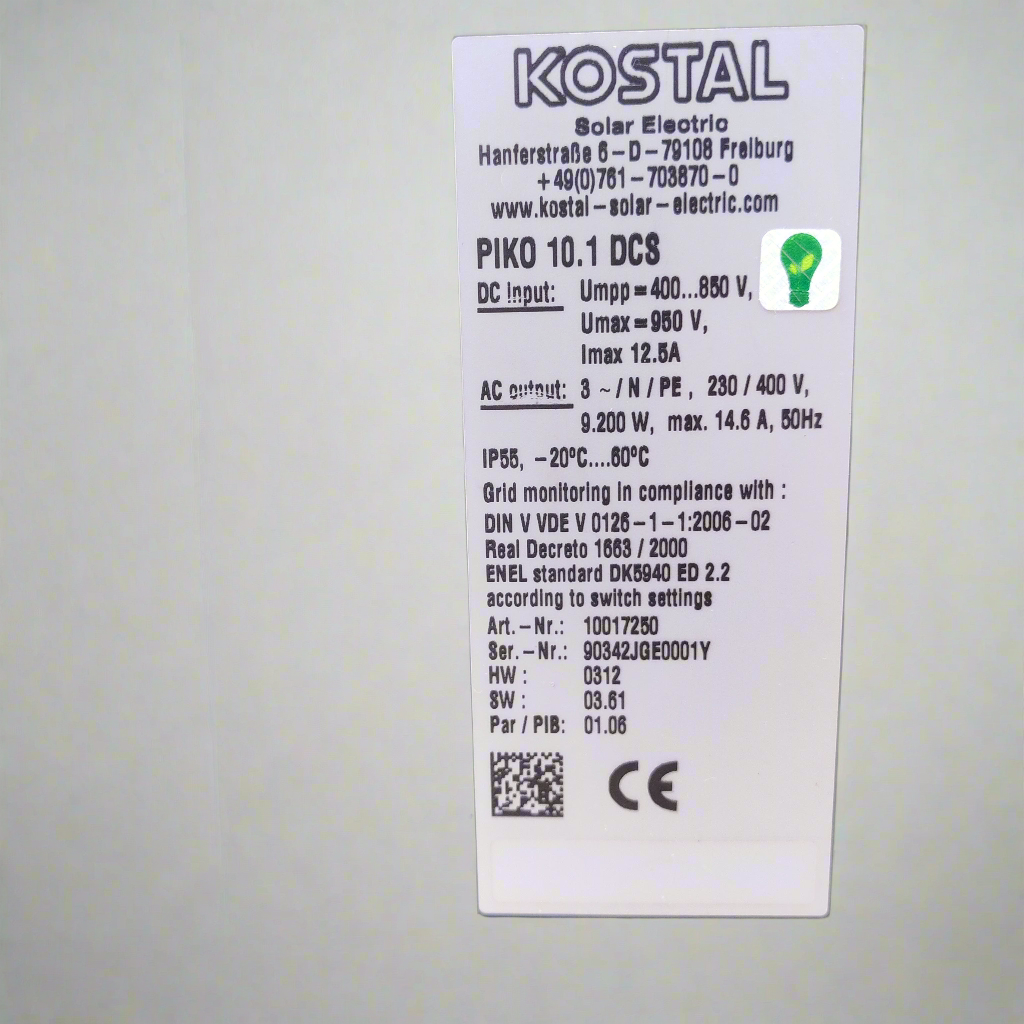 KOSTAL
Solar Electric
Hanferstraße 6-D-79108 Freiburg
+49(0)761-703870-0
www.kostal-solar-electric.com
PIKO 10.1 DCS
DC Input: Umpp=400...850 V,
Umax=950 V,
Imax 12.5A
AC output: 3 ~/N/PE, 230/400 V,
9.200 W, max. 14.6 A, 50Hz
IP55, -20°C....60°C
Grid monitoring in compliance with :
DIN V VDE V 0126-1-1:2006-02
Real Decreto 1663 / 2000
ENEL standard DK5940 ED 2.2
according to switch settings
Art.-Nr.: 10017250
Ser.-Nr.: 90342JGE0001Y
HW : 0312
SW : 03.61
Par / PIB: 01.06
CE